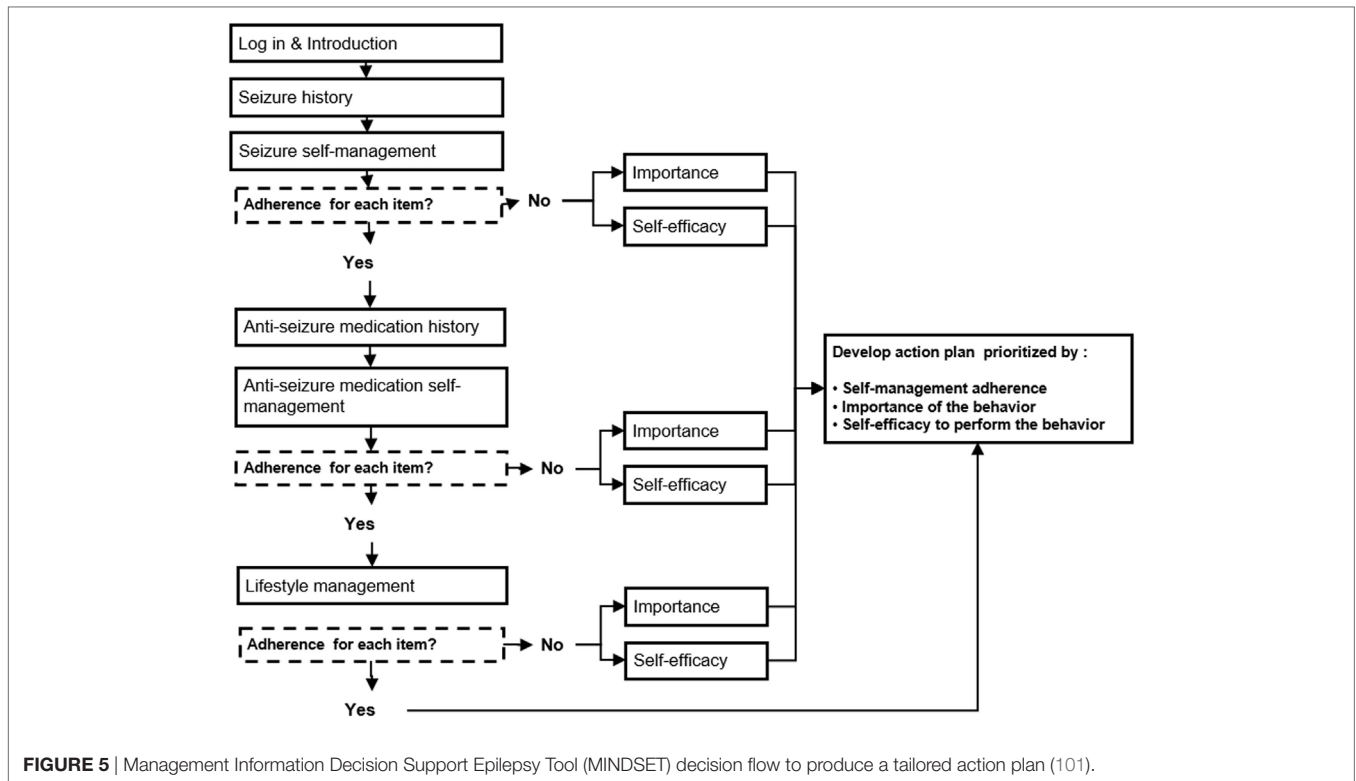 Log in & Introduction
Seizure history
Seizure self-management
Adherence for each item?
No
Importance
Self-efficacy
Yes
Anti-seizure medication history
Anti-seizure medication self-
management
Adherence for each item?
No
Importance
Self-efficacy
Yes
Lifestyle management
Adherence for each item?
No
Importance
Self-efficacy
Yes
Develop action plan prioritized by :
• Self-management adherence
• Importance of the behavior
• Self-efficacy to perform the behavior
FIGURE 5 | Management Information Decision Support Epilepsy Tool (MINDSET) decision flow to produce a tailored action plan (101).